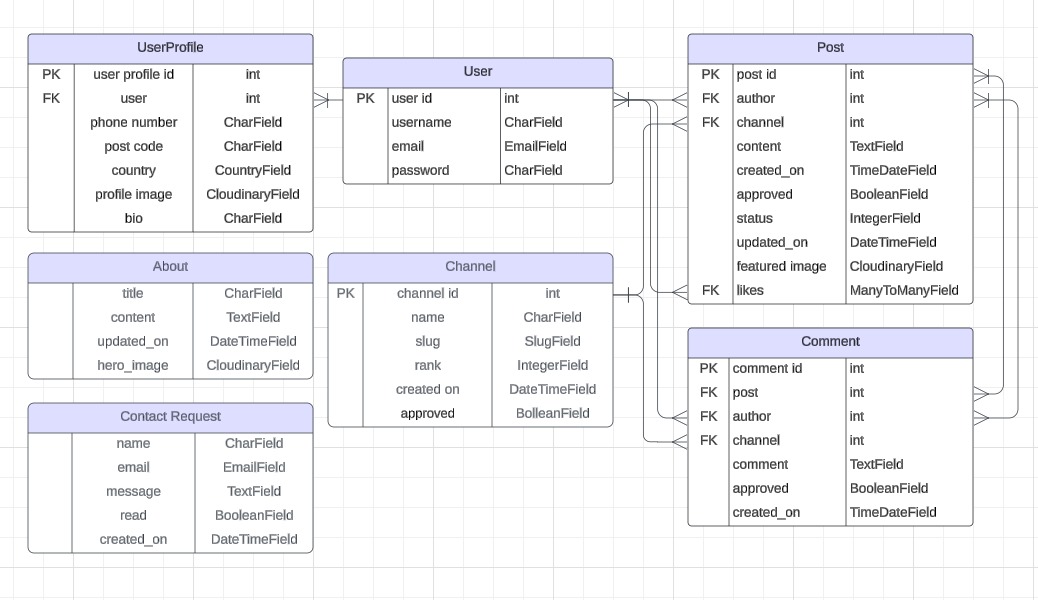 UserProfile
PK user profile id int
FK user int
phone number CharField
post code CharField
country CountryField
profile image CloudinaryField
bio CharField
User
PK user id int
username CharField
email EmailField
password CharField
Post
PK post id int
FK author int
FK channel int
content TextField
created_on TimeDateField
approved BooleanField
status IntegerField
updated_on DateTimeField
featured image CloudinaryField
FK likes ManyToManyField
About
title CharField
content TextField
updated_on DateTimeField
hero_image CloudinaryField
Channel
PK channel id int
name CharField
slug SlugField
rank IntegerField
created on DateTimeField
approved BolleanField
Comment
PK comment id int
FK post int
FK author int
FK channel int
comment TextField
approved BooleanField
created_on TimeDateField
Contact Request
name CharField
email EmailField
message TextField
read BooleanField
created_on DateTimeField